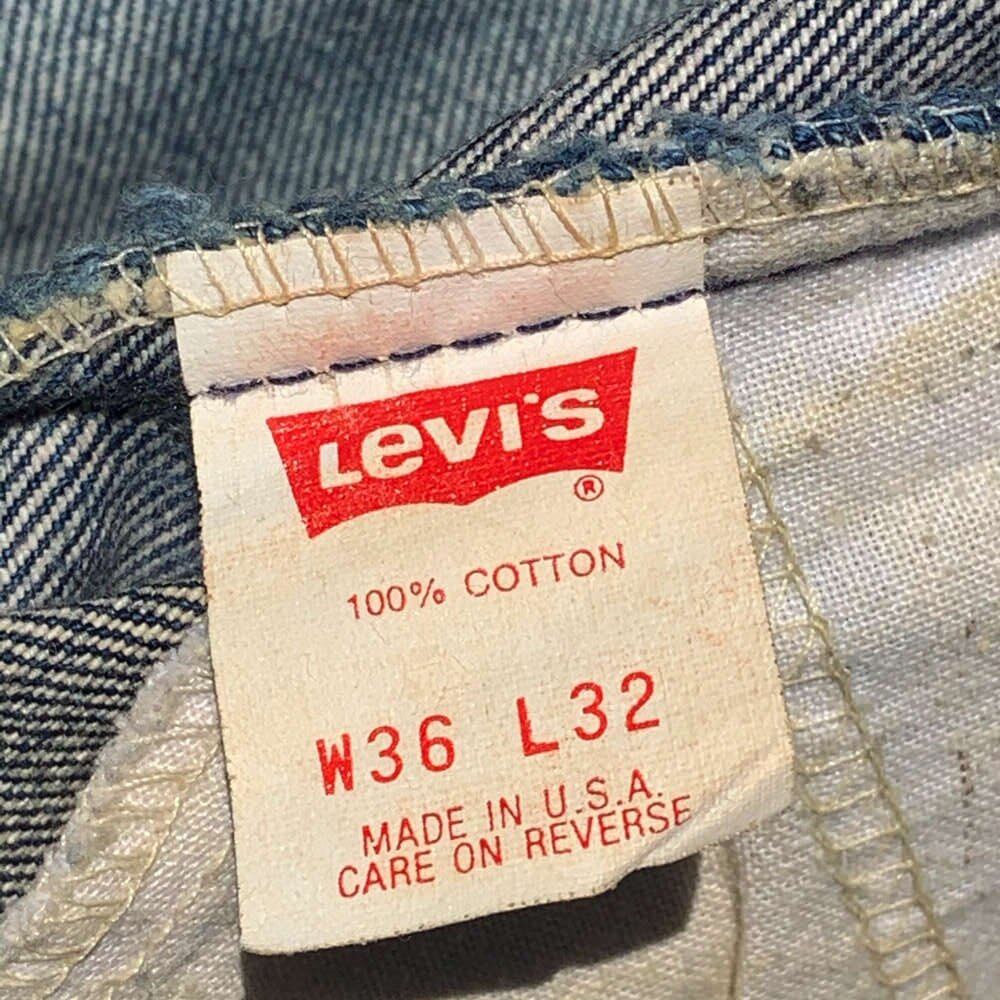 Levi's
®
100% COTTON
W36 L32
MADE IN U.S.A.
CARE ON REVERSE